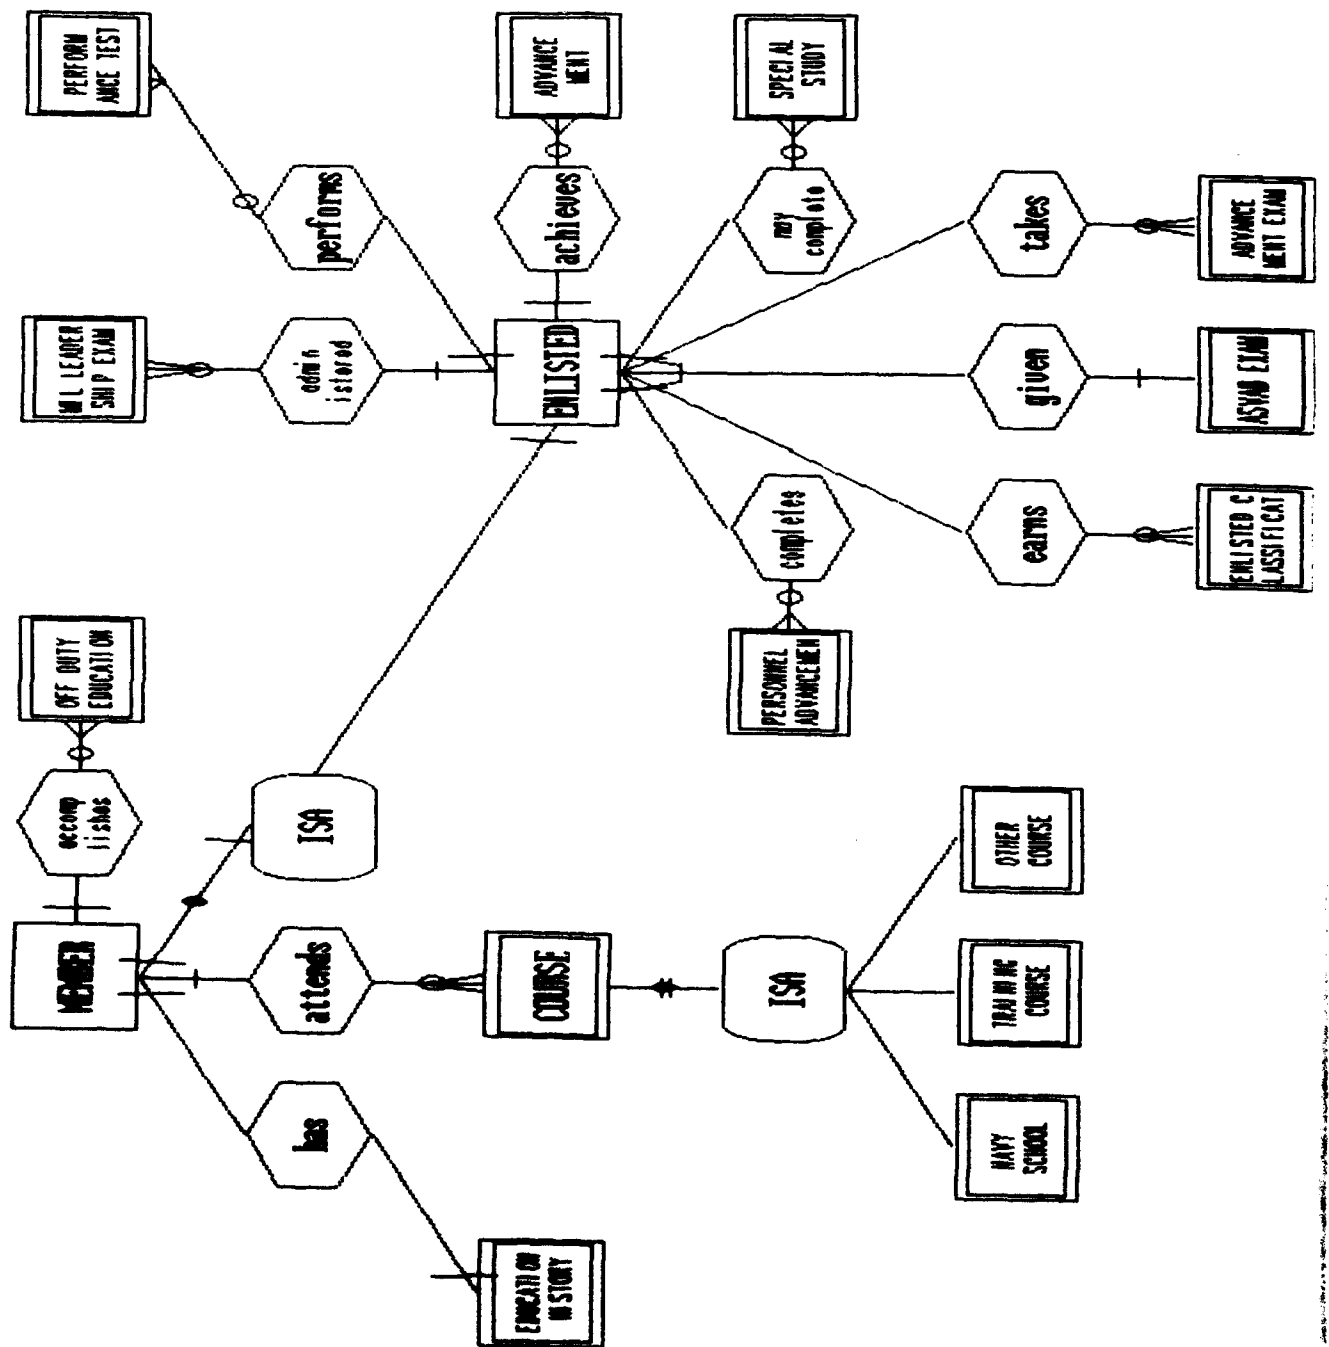 MEMBER
accomp
lishes
OFF DUTY
EDUCATION
MIL LEADER
SHIP EXAM
PERFORM
ANCE TEST
has
attends
ISA
admin
istered
performs
EDUCATION
HISTORY
COURSE
ENLISTED
achieves
ADVANCE
MENT
ISA
PERSONNEL
ADVANCEMEN
completes
may
complete
SPECIAL
STUDY
NAVY
SCHOOL
TRAINING
COURSE
OTHER
COURSE
earns
given
takes
ENLISTED C
LASSIFICAT
ASVAB EXAM
ADVANCE
MENT EXAM